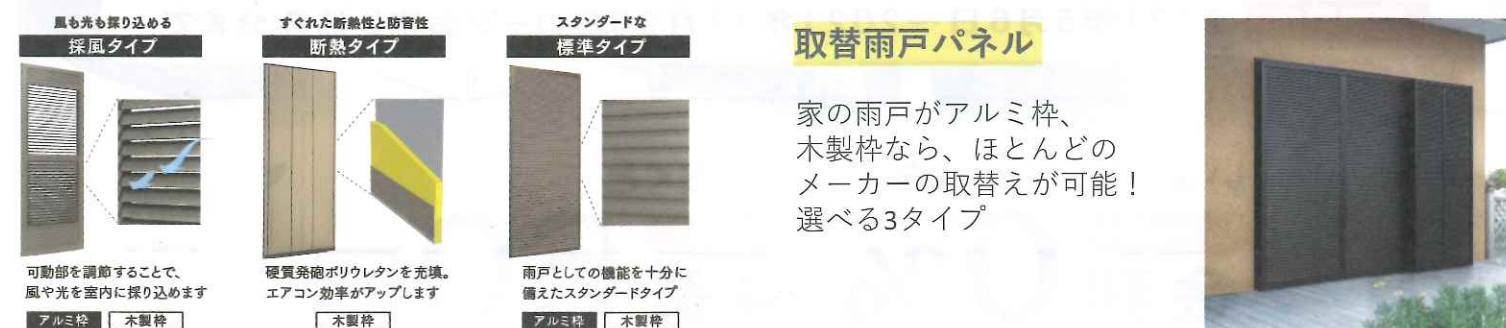 風も光も採り込める
採風タイプ
可動部を調節することで、
風や光を室内に採り込めます
アルミ枠 木製枠
すぐれた断熱性と防音性
断熱タイプ
硬質発砲ポリウレタンを充填。
エアコン効率がアップします
木製枠
スタンダードな
標準タイプ
雨戸としての機能を十分に
備えたスタンダードタイプ
アルミ枠 木製枠
取替雨戸パネル
家の雨戸がアルミ枠、
木製枠なら、ほとんどの
メーカーの取替えが可能！
選べる3タイプ